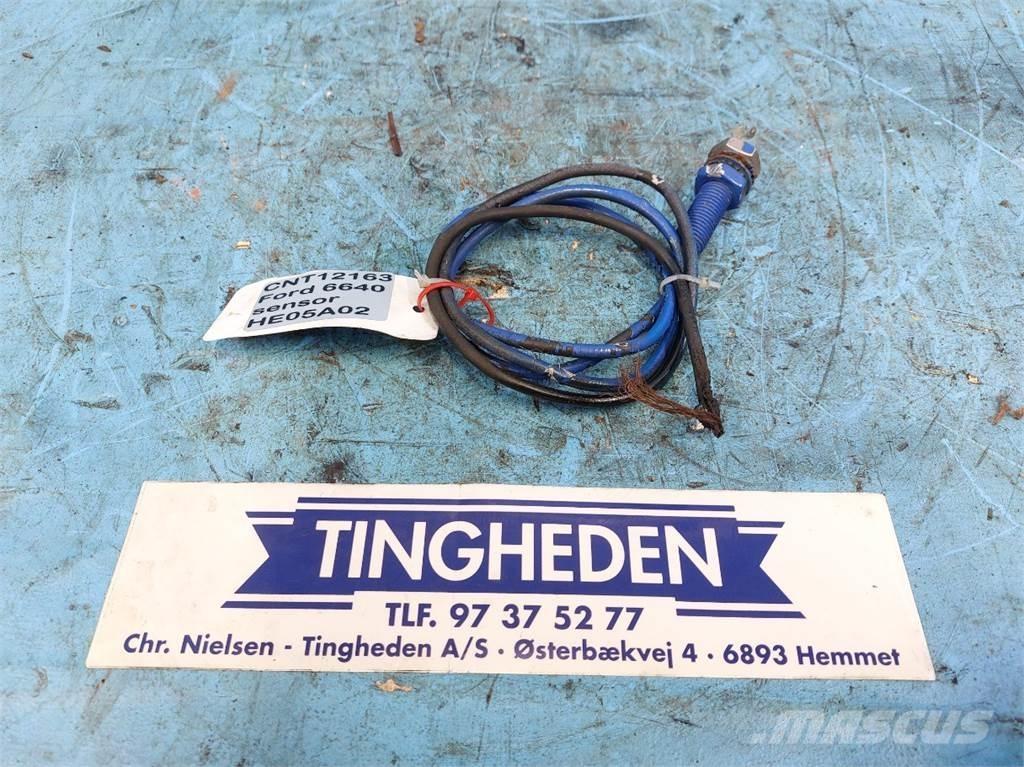 CNT12163
Ford 6640
sensor
HE05A02
TINGHEDEN
TLF. 97 37 52 77
Chr. Nielsen - Tingheden A/S · Østerbækvej 4 · 6893 Hemmet
MASCUS